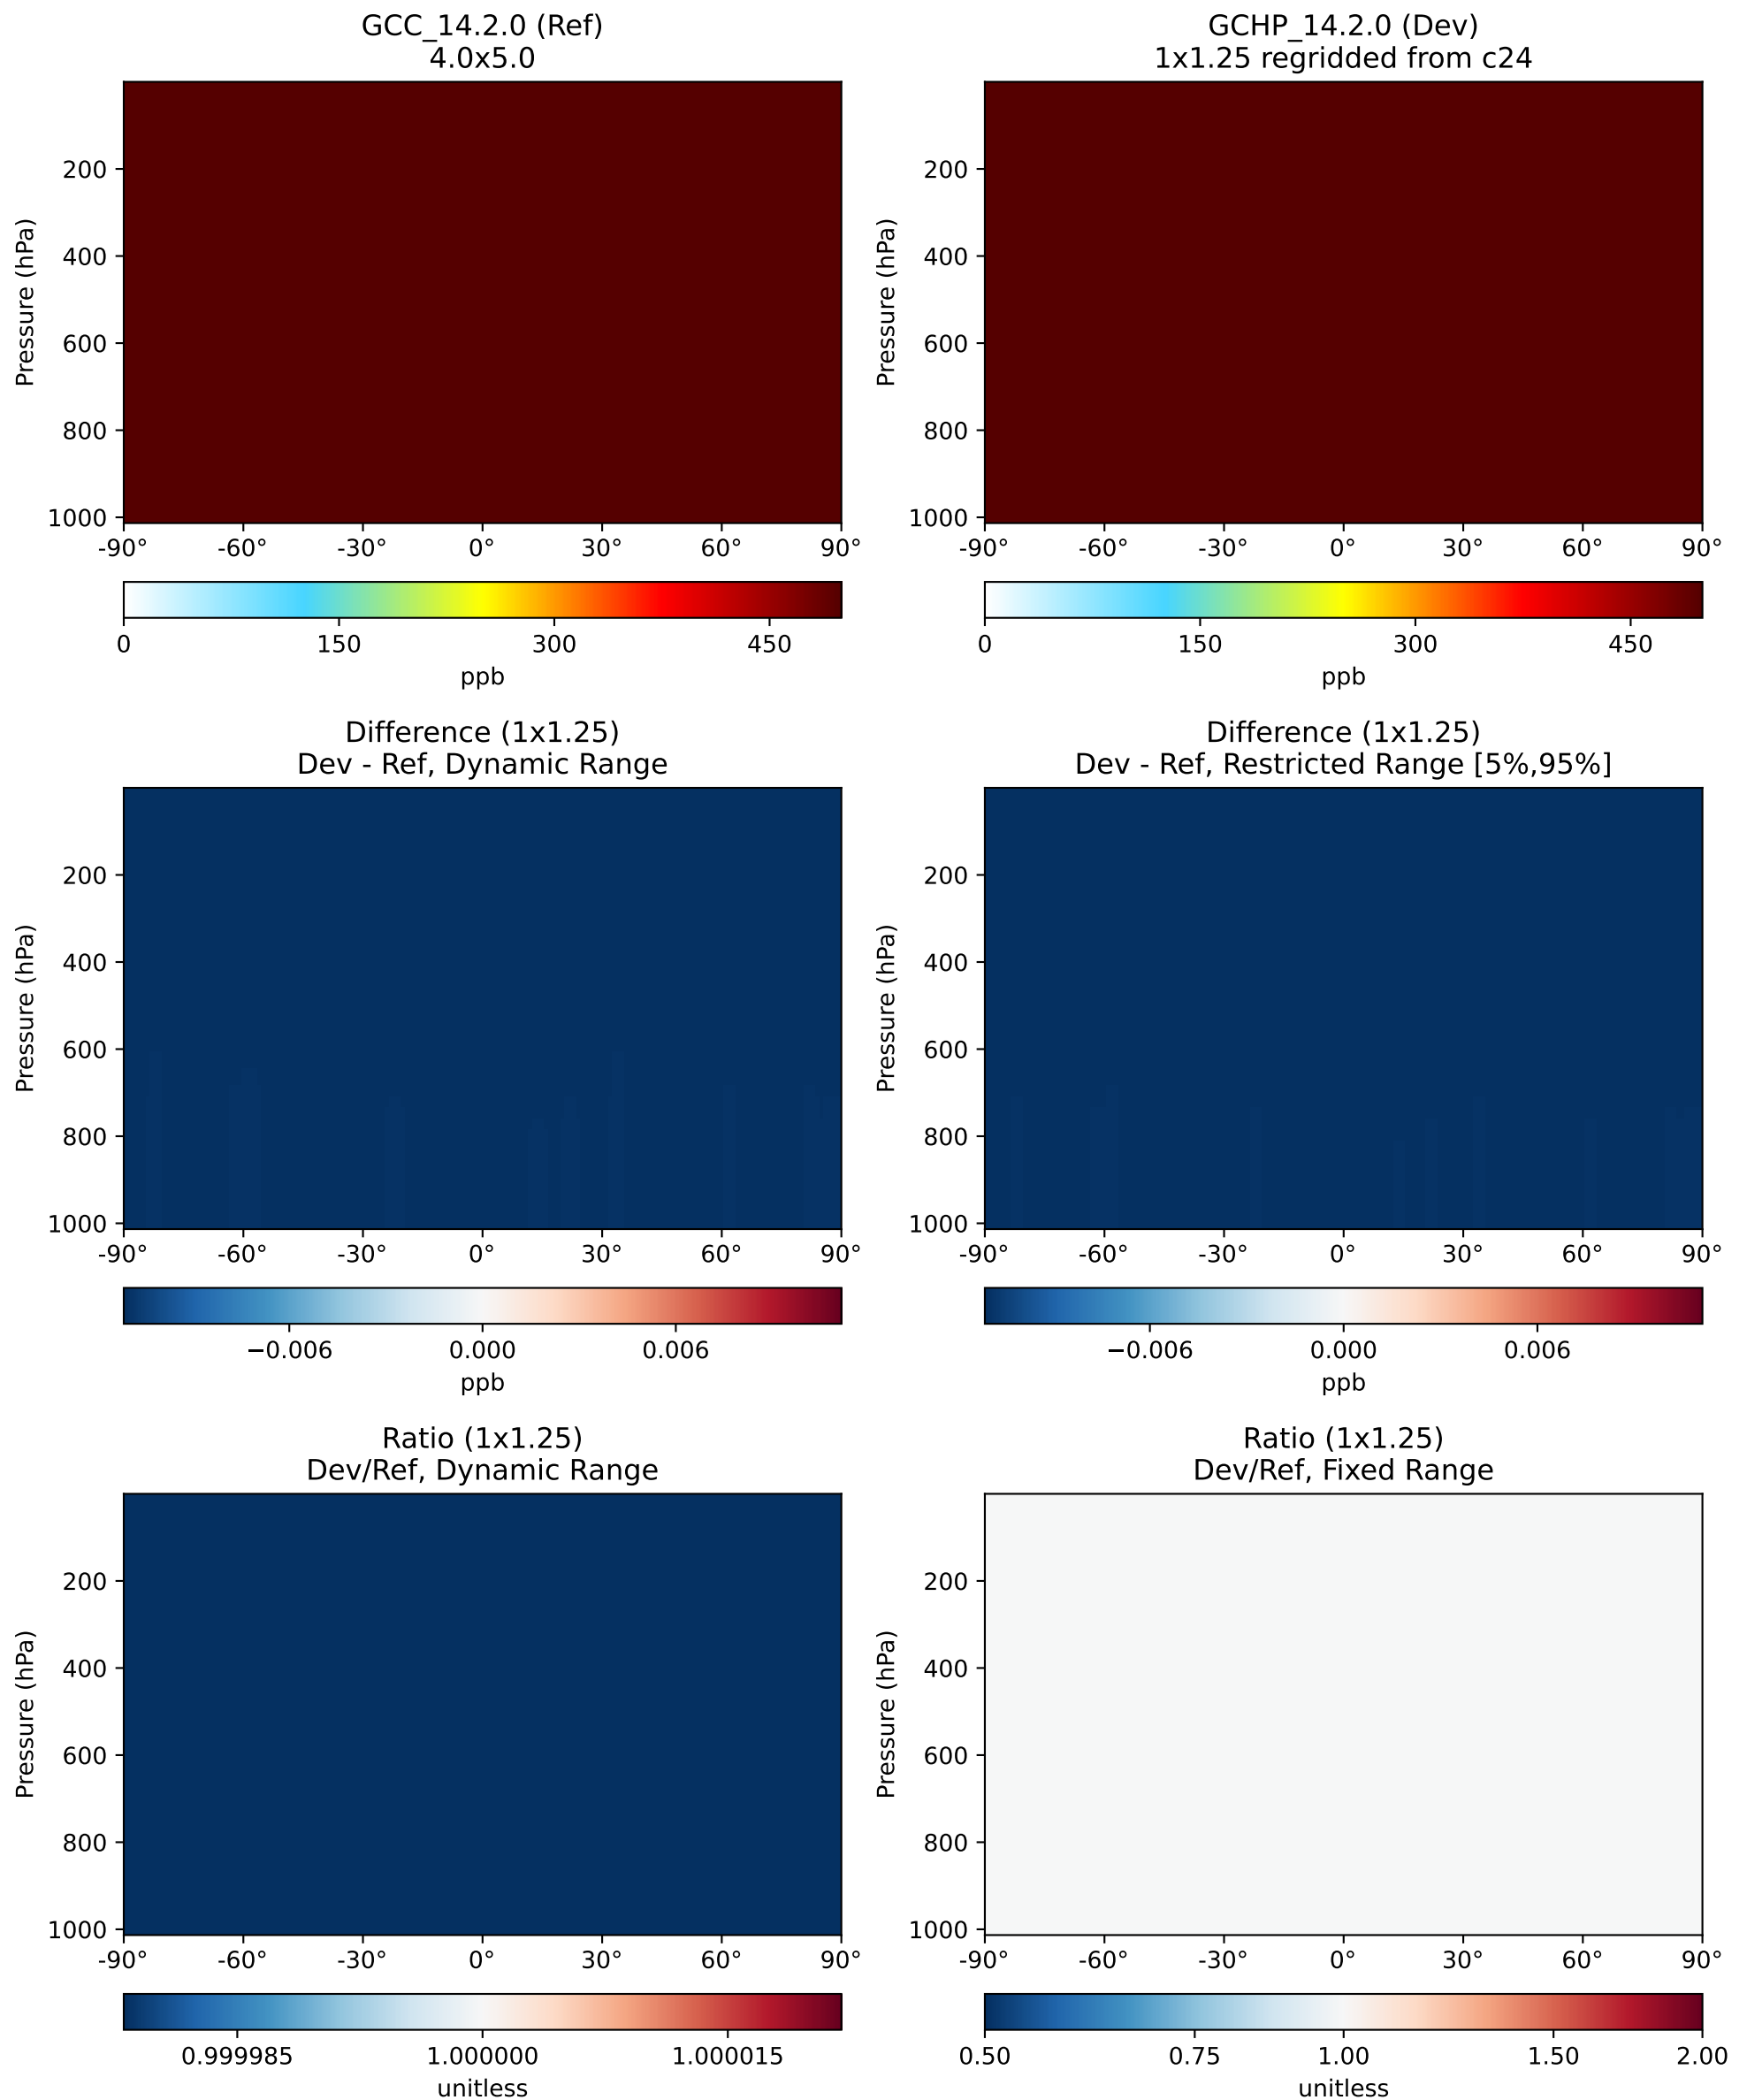 GCC_14.2.0 (Ref)
4.0x5.0
Pressure (hPa)
200
400
600
800
1000
-90° -60° -30° 0° 30° 60° 90°
0 150 300 450
ppb
GCHP_14.2.0 (Dev)
1x1.25 regridded from c24
Pressure (hPa)
200
400
600
800
1000
-90° -60° -30° 0° 30° 60° 90°
0 150 300 450
ppb
Difference (1x1.25)
Dev - Ref, Dynamic Range
Pressure (hPa)
200
400
600
800
1000
-90° -60° -30° 0° 30° 60° 90°
−0.006 0.000 0.006
ppb
Difference (1x1.25)
Dev - Ref, Restricted Range [5%,95%]
Pressure (hPa)
200
400
600
800
1000
-90° -60° -30° 0° 30° 60° 90°
−0.006 0.000 0.006
ppb
Ratio (1x1.25)
Dev/Ref, Dynamic Range
Pressure (hPa)
200
400
600
800
1000
-90° -60° -30° 0° 30° 60° 90°
0.999985 1.000000 1.000015
unitless
Ratio (1x1.25)
Dev/Ref, Fixed Range
Pressure (hPa)
200
400
600
800
1000
-90° -60° -30° 0° 30° 60° 90°
0.50 0.75 1.00 1.50 2.00
unitless